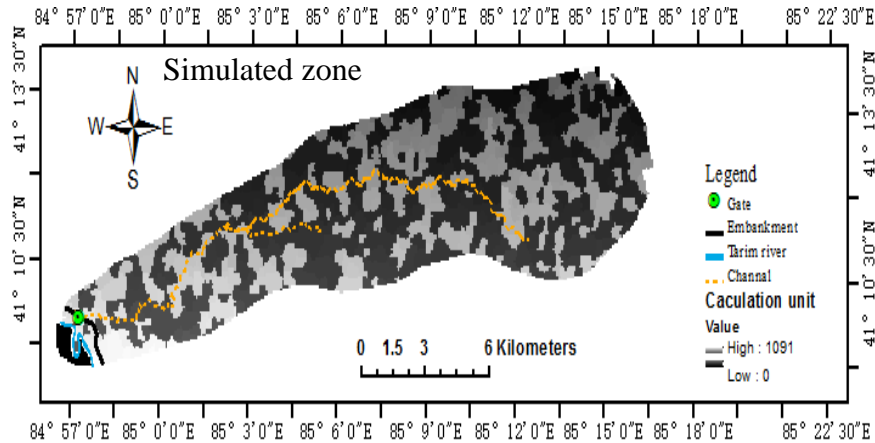 84° 57′ 0″E 85° 0′ 0″E 85° 3′ 0″E 85° 6′ 0″E 85° 9′ 0″E 85° 12′ 0″E 85° 15′ 0″E 85° 18′ 0″E 85° 22′ 30″E
Simulated zone
N
W E
S
41° 13′ 30″N
41° 10′ 30″N
41° 13′ 30″N
41° 10′ 30″N
Legend
Gate
Embankment
Tarim river
Channal
Caculation unit
Value
High : 1091
Low : 0
0 1.5 3 6 Kilometers
84° 57′ 0″E 85° 0′ 0″E 85° 3′ 0″E 85° 6′ 0″E 85° 9′ 0″E 85° 12′ 0″E 85° 15′ 0″E 85° 18′ 0″E 85° 22′ 30″E